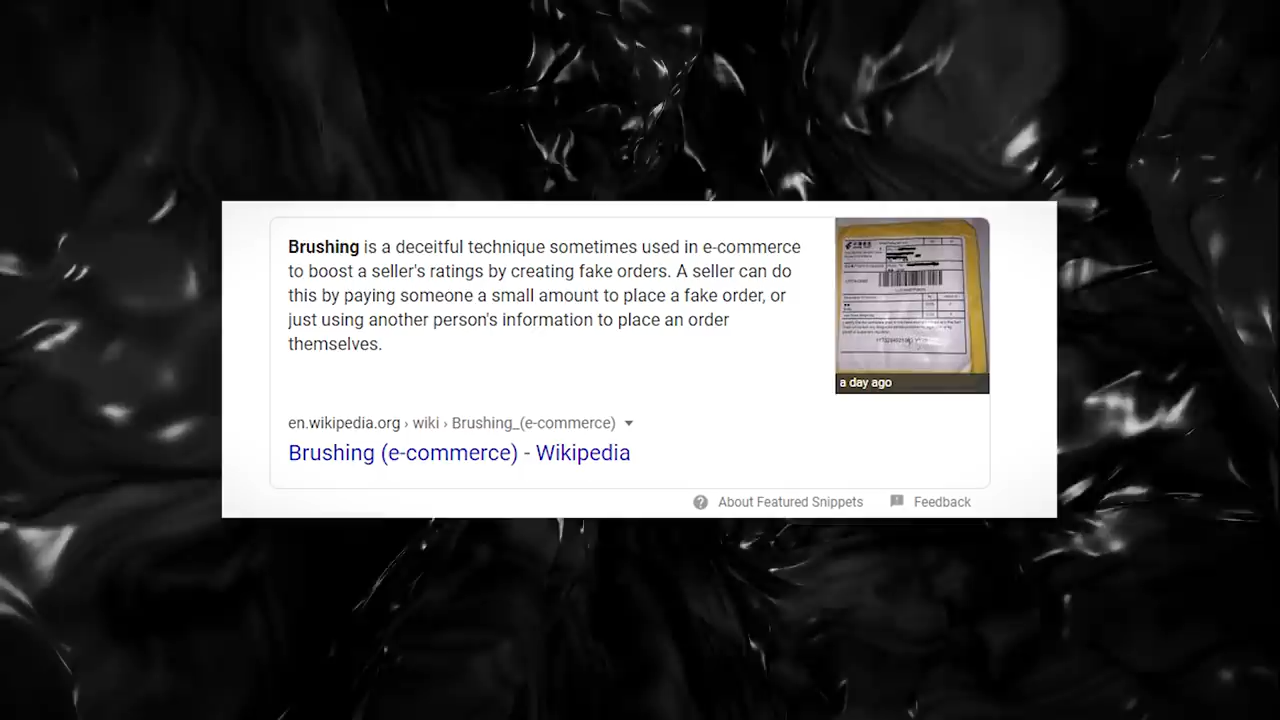 Brushing is a deceitful technique sometimes used in e-commerce
to boost a seller's ratings by creating fake orders. A seller can do
this by paying someone a small amount to place a fake order, or
just using another person's information to place an order
themselves.
a day ago
en.wikipedia.org › wiki › Brushing_(e-commerce)
Brushing (e-commerce) - Wikipedia
About Featured Snippets
Feedback